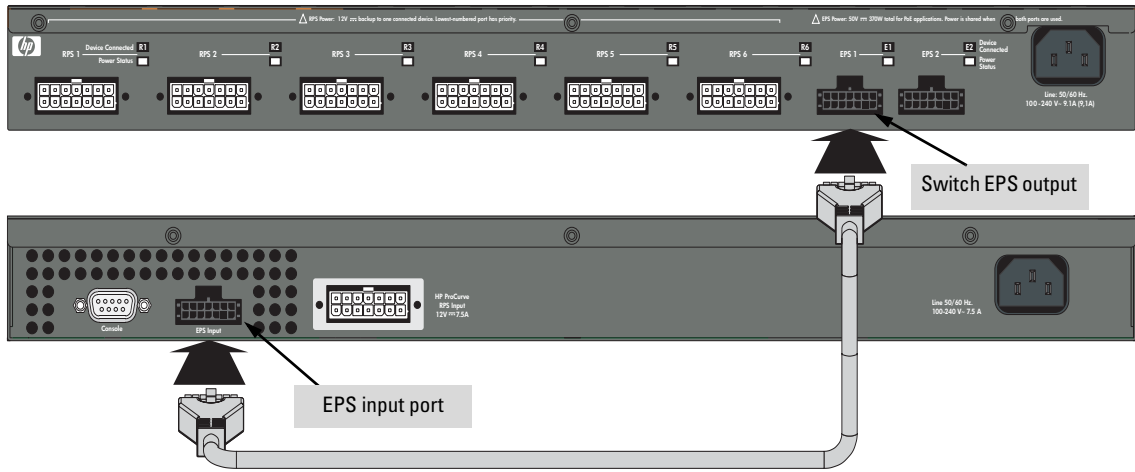 ⚠ RPS Power: 12V ⎓ backup to one connected device. Lowest-numbered port has priority.
⚠ EPS Power: 50V ⎓ 370W total for PoE applications. Power is shared when both ports are used.
hp
RPS 1 Device Connected R1
Power Status
RPS 2 R2
RPS 3 R3
RPS 4 R4
RPS 5 R5
RPS 6 R6
EPS 1 E1
EPS 2 E2 Device Connected
Power Status
Line: 50/60 Hz.
100-240 V~ 9.1A (9,1A)
Switch EPS output
Console
EPS Input
HP ProCurve
RPS Input
12V ⎓ 7.5A
Line 50/60 Hz.
100-240 V~ 7.5 A
EPS input port